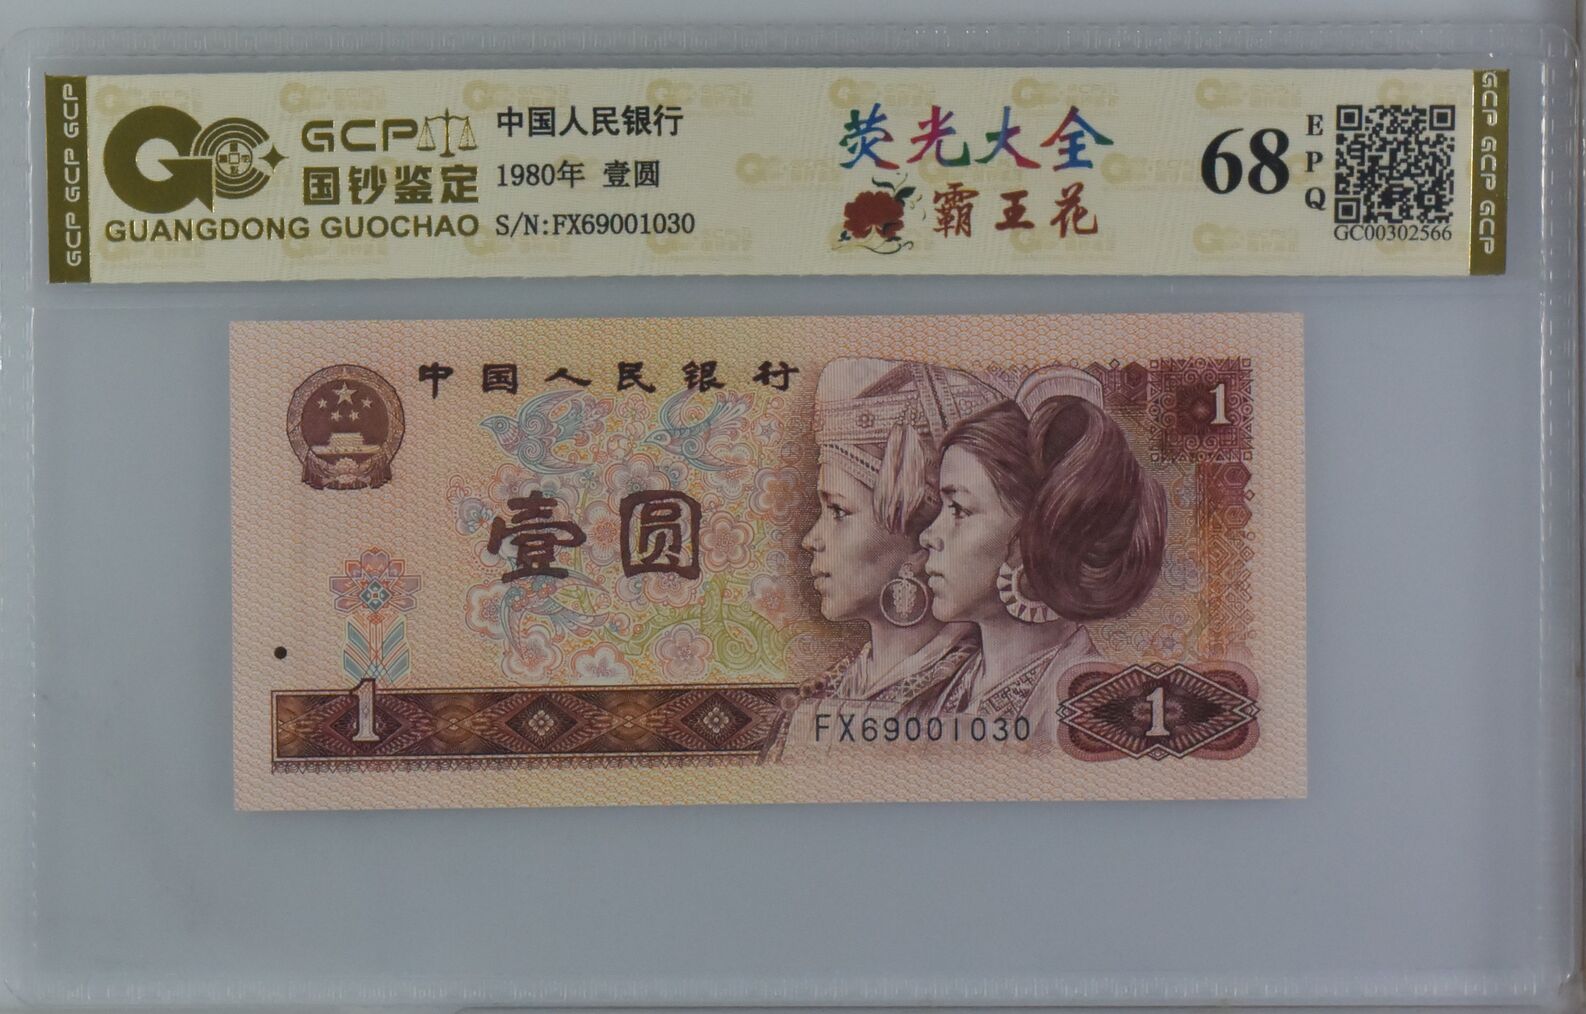 GCP GCP GCP
GCP
国钞鉴定
GUANGDONG GUOCHAO
中国人民银行
1980年 壹圆
S/N:FX69001030
荧光大全
霸王花
68
EPQ
GC00302566
GCP GCP GCP
中国人民银行
1
壹圆
1
FX69001030
1